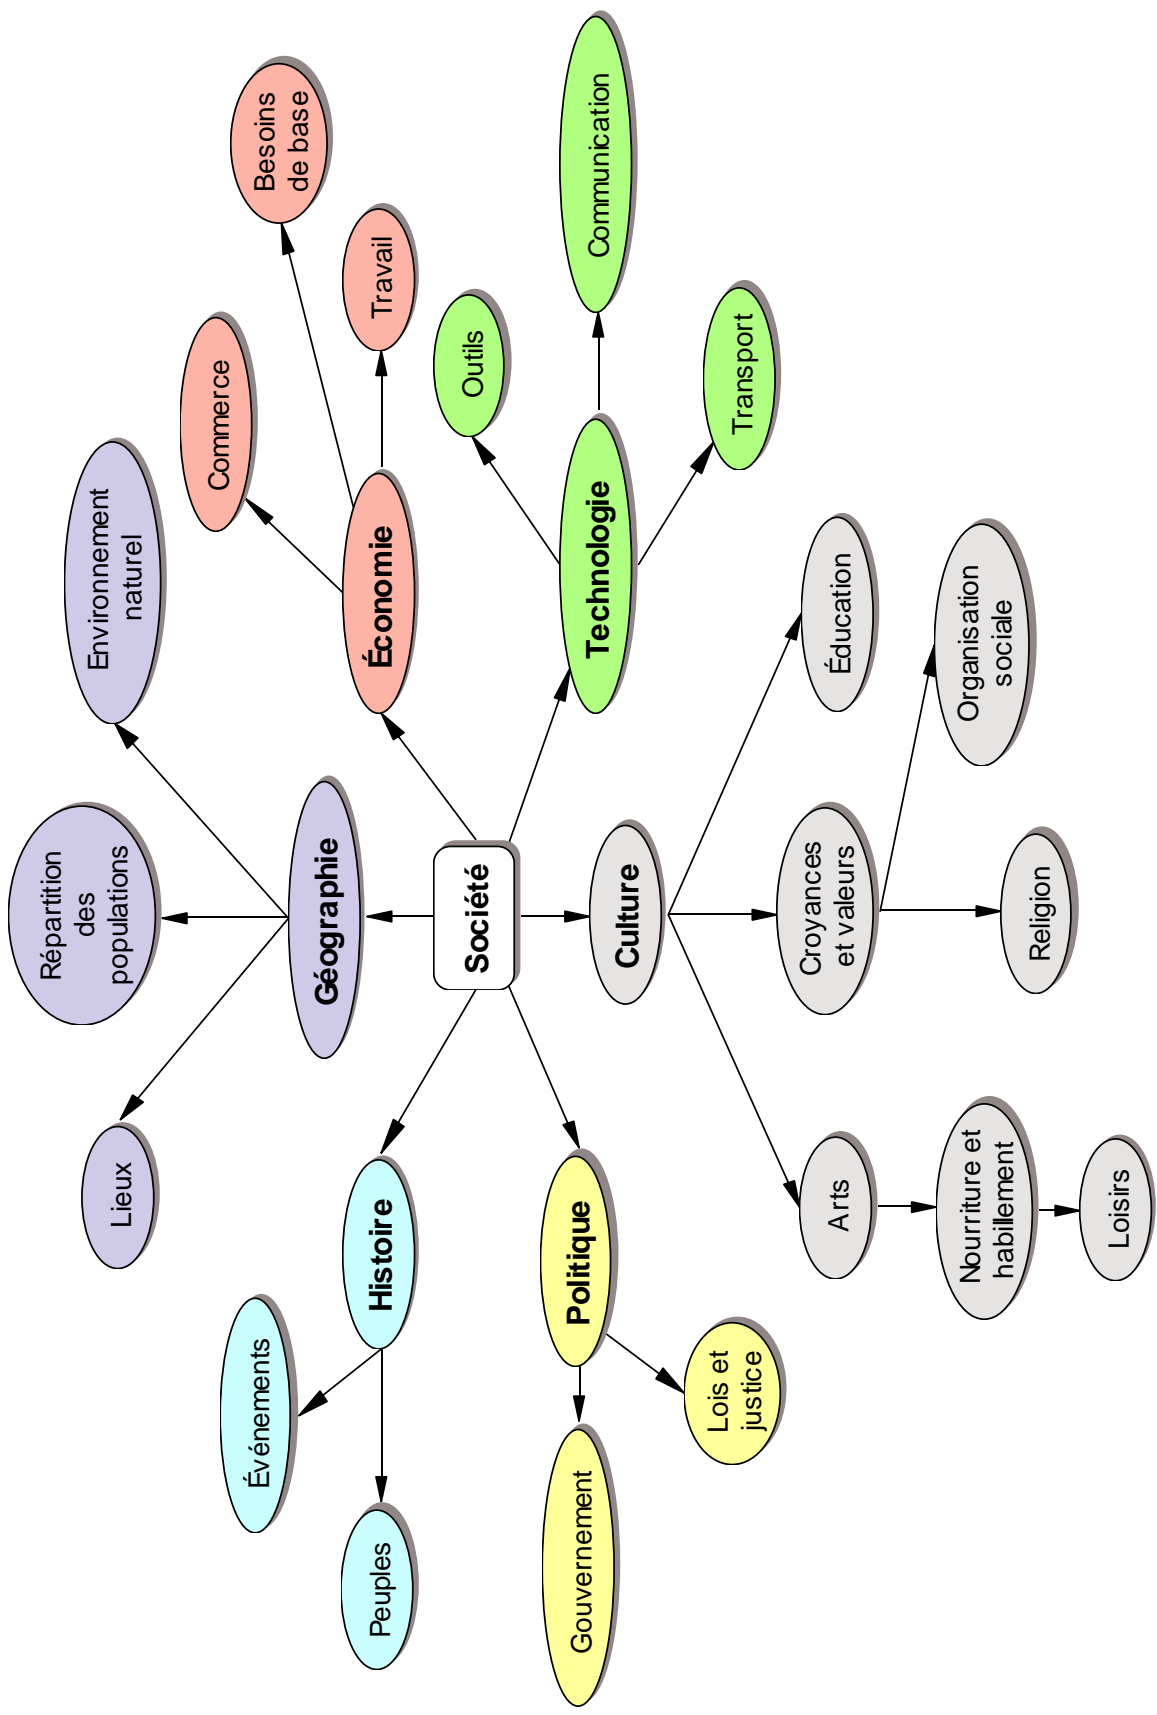 Lieux
Répartition
des
populations
Environnement
naturel
Géographie
Commerce
Besoins
de base
Travail
Économie
Événements
Peuples
Histoire
Société
Outils
Communication
Transport
Technologie
Politique
Gouvernement
Lois et
justice
Culture
Arts
Nourriture et
habillement
Loisirs
Croyances
et valeurs
Religion
Organisation
sociale
Éducation